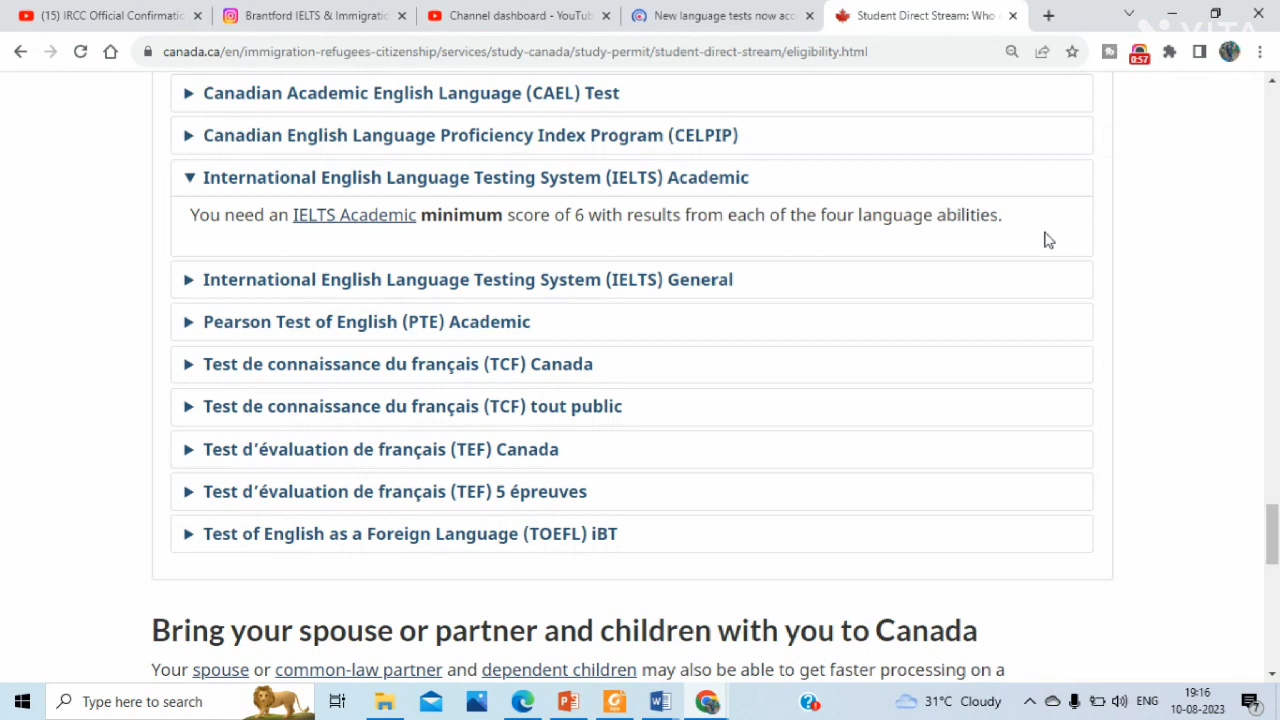 (15) IRCC Official Confirmatio
Brantford IELTS & Immigratio
Channel dashboard - YouTub
New language tests now acc
Student Direct Stream: Who
VITA
canada.ca/en/immigration-refugees-citizenship/services/study-canada/study-permit/student-direct-stream/eligibility.html
0:57
Canadian Academic English Language (CAEL) Test
Canadian English Language Proficiency Index Program (CELPIP)
International English Language Testing System (IELTS) Academic
You need an IELTS Academic minimum score of 6 with results from each of the four language abilities.
International English Language Testing System (IELTS) General
Pearson Test of English (PTE) Academic
Test de connaissance du français (TCF) Canada
Test de connaissance du français (TCF) tout public
Test d’évaluation de français (TEF) Canada
Test d’évaluation de français (TEF) 5 épreuves
Test of English as a Foreign Language (TOEFL) iBT
Bring your spouse or partner and children with you to Canada
Your spouse or common-law partner and dependent children may also be able to get faster processing on a
Type here to search
31°C Cloudy
ENG
19:16
10-08-2023
7